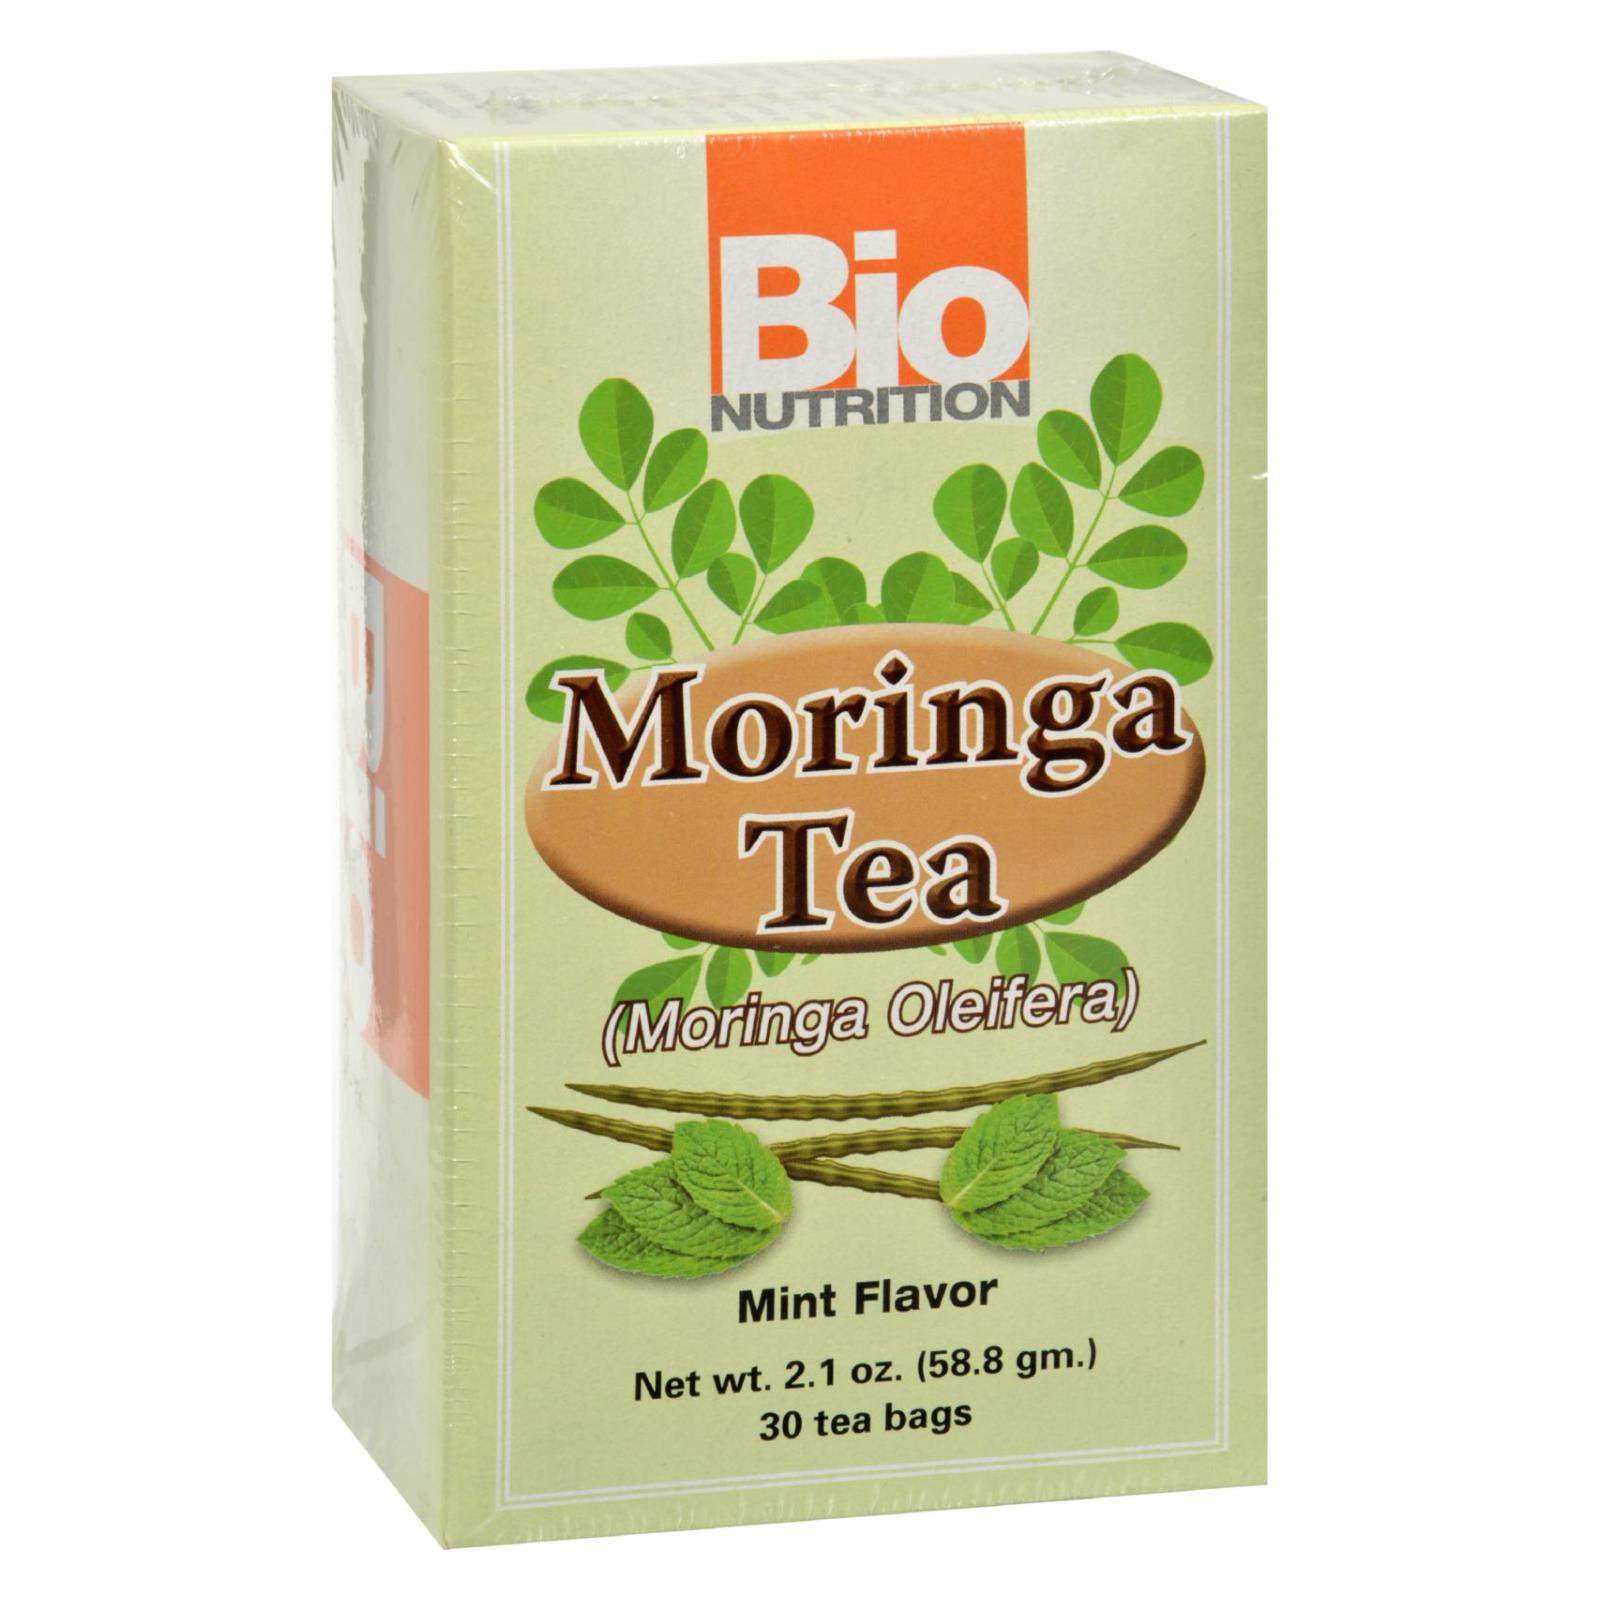 Bio
NUTRITION
Moringa
Tea
(Moringa Oleifera)
Mint Flavor
Net wt. 2.1 oz. (58.8 gm.)
30 tea bags
Bio